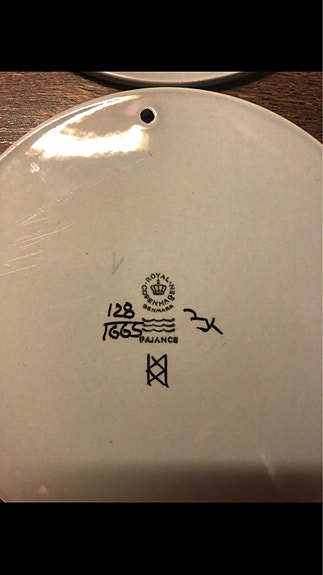 ROYAL
COPENHAGEN
DENMARK
128
1665
FAJANCE